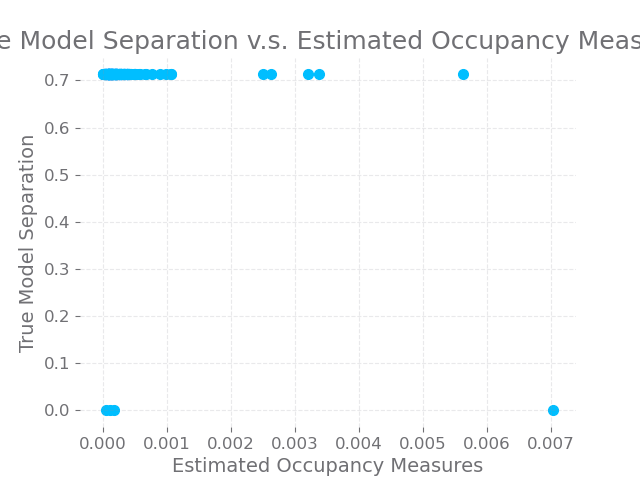 e Model Separation v.s. Estimated Occupancy Meas
0.7
0.6
0.5
0.4
0.3
0.2
0.1
0.0
True Model Separation
0.000 0.001 0.002 0.003 0.004 0.005 0.006 0.007
Estimated Occupancy Measures